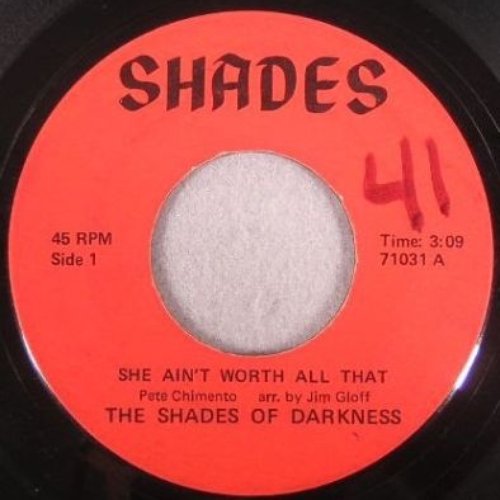 SHADES
41
45 RPM
Side 1
Time: 3:09
71031 A
SHE AIN'T WORTH ALL THAT
Pete Chimento arr. by Jim Gloff
THE SHADES OF DARKNESS